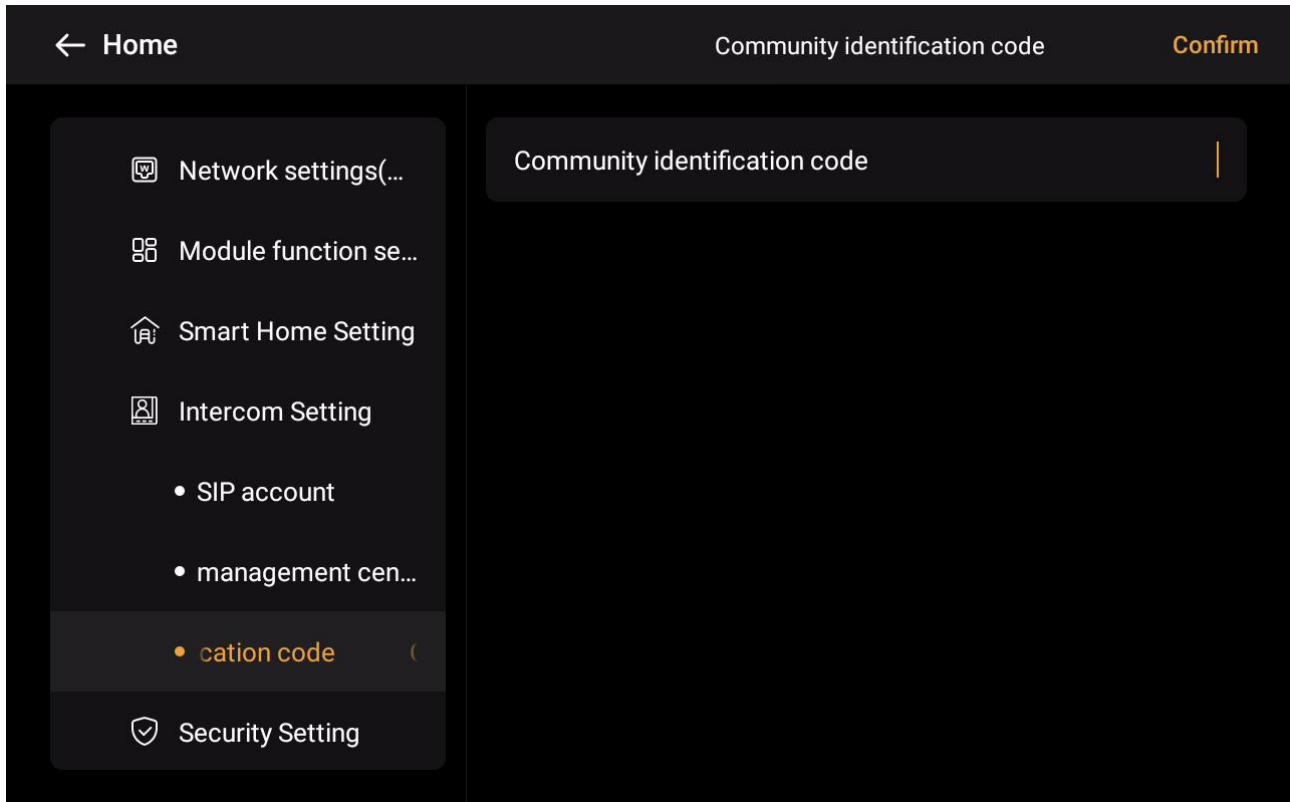 Home
Community identification code
Confirm
Network settings(...
Module function se...
Smart Home Setting
Intercom Setting
• SIP account
• management cen...
• cation code
Security Setting
Community identification code